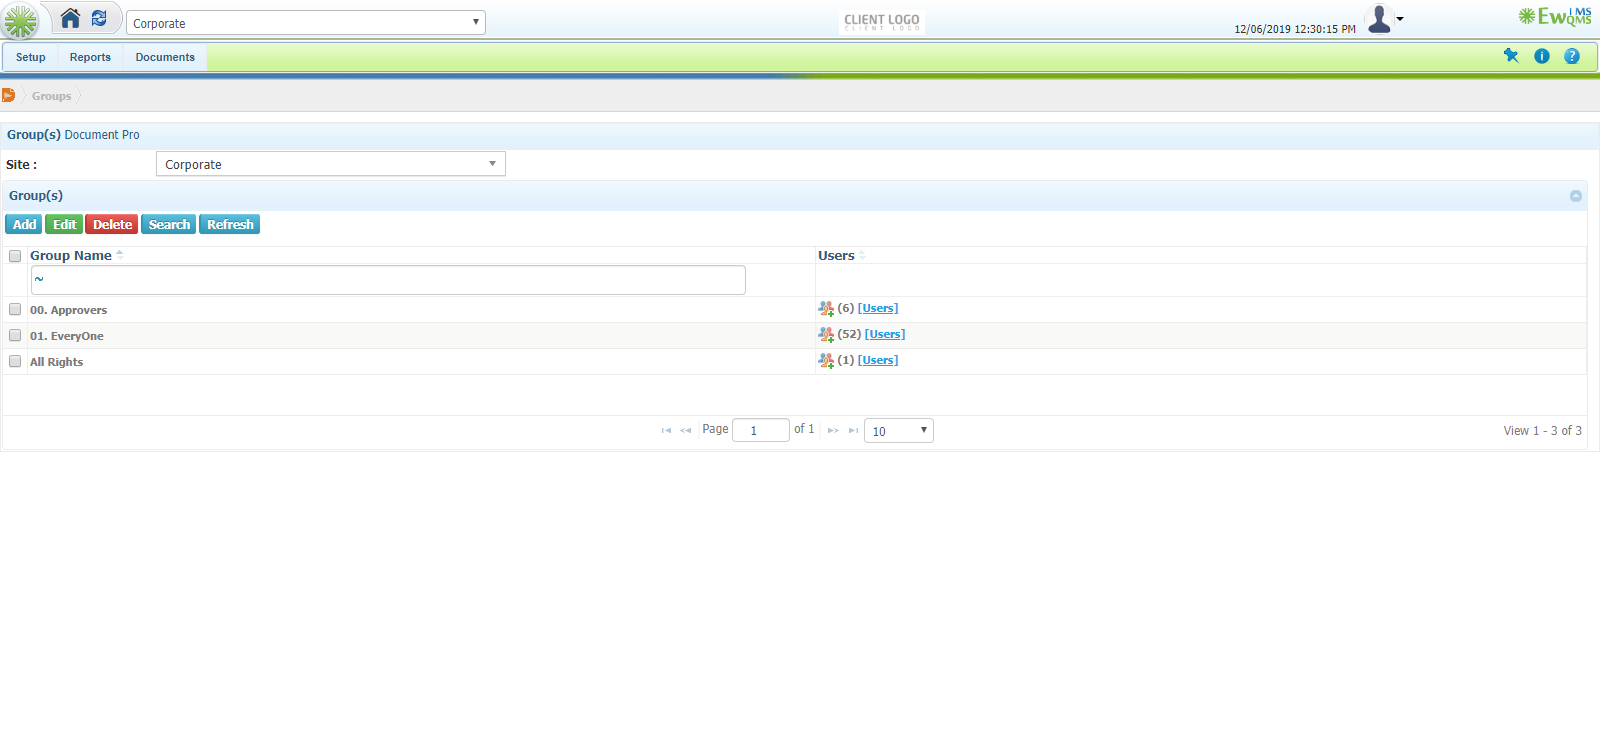 Corporate
CLIENT LOGO
CLIENT LOGO
12/06/2019 12:30:15 PM
EwQMS
IMS
Setup Reports Documents
Groups
Group(s) Document Pro
Site : Corporate
Group(s)
Add Edit Delete Search Refresh
Group Name Users
~
00. Approvers (6) [Users]
01. EveryOne (52) [Users]
All Rights (1) [Users]
Page 1 of 1 10 View 1 - 3 of 3